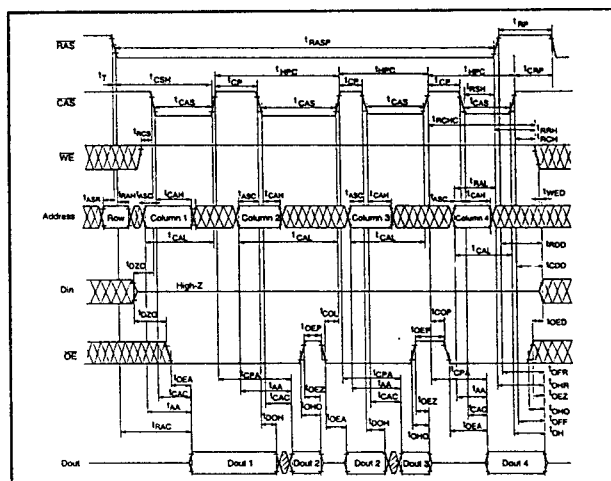 tRP
RAS
tRASP
tT
tCSH
tHPC
tHPC
tHPC
tCRP
tCP
tCP
tCP
tRSH
tCAS
tCAS
tCAS
tCAS
CAS
tRCHC
tRRH
tRCS
tRCH
WE
tRAL
tWED
tASR
tRAH
tASC
tCAH
tASC
tCAH
tASC
tCAH
tASC
tCAH
Address
Row
Column 1
Column 2
Column 3
Column 4
tCAL
tCAL
tCAL
tCAL
tRDD
tCDD
tDZC
Din
High-Z
tDZO
tCOL
tCOP
tOED
tOEP
tOEP
OE
tOEA
tCPA
tCPA
tCPA
tOFR
tCAC
tAA
tOEZ
tAA
tOEZ
tAA
tOHR
tAA
tCAC
tOHO
tCAC
tOHO
tCAC
tOEZ
tOHO
tRAC
tDOH
tOEA
tDOH
tOEA
tOFF
tOH
Dout
Dout 1
Dout 2
Dout 2
Dout 3
Dout 4